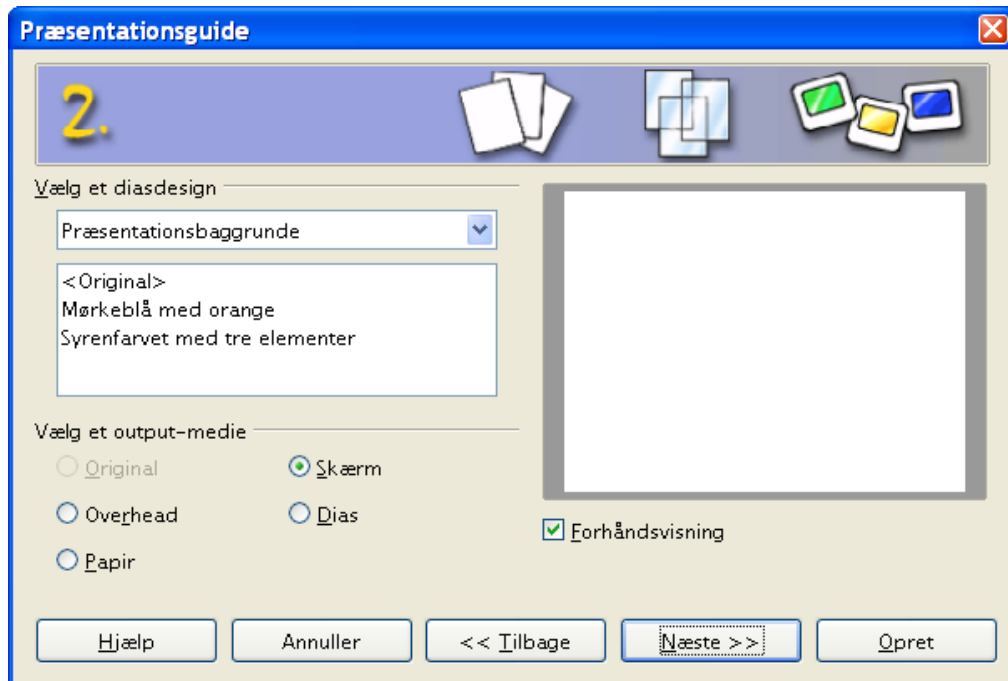 Præsentationsguide
2.
Vælg et diasdesign
Præsentationsbaggrunde
<Original>
Mørkeblå med orange
Syrenfarvet med tre elementer
Vælg et output-medie
Original
Skærm
Overhead
Dias
Papir
Forhåndsvisning
Hjælp
Annuller
<< Tilbage
Næste >>
Opret